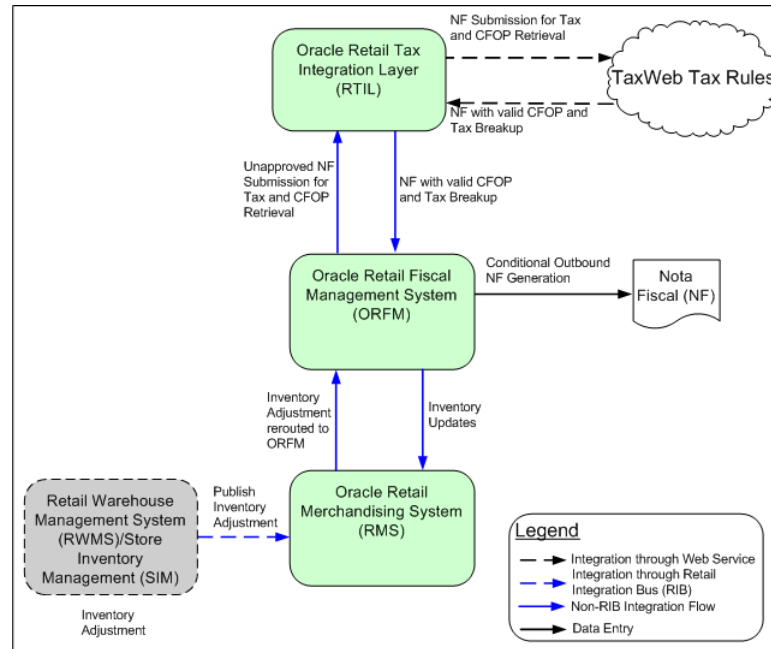 NF Submission for Tax
and CFOP Retrieval
Oracle Retail Tax
Integration Layer
(RTIL)
TaxWeb Tax Rules
NF with valid CFOP and
Tax Breakup
Unapproved NF
Submission for
Tax and CFOP
Retrieval
NF with valid CFOP
and Tax Breakup
Oracle Retail Fiscal
Management System
(ORFM)
Conditional Outbound
NF Generation
Nota
Fiscal (NF)
Inventory
Adjustment
rerouted to
ORFM
Inventory
Updates
Retail Warehouse
Management System
(RWMS)/Store
Inventory
Management (SIM)
Publish
Inventory
Adjustment
Oracle Retail
Merchandising System
(RMS)
Inventory
Adjustment
Legend
Integration through Web Service
Integration through Retail
Integration Bus (RIB)
Non-RIB Integration Flow
Data Entry